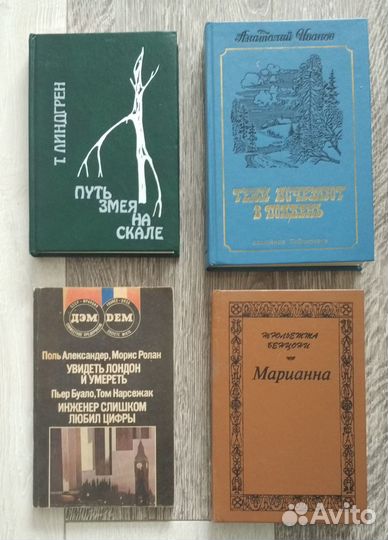 Т. ЛИНДГРЕН
ПУТЬ
ЗМЕЯ
НА
СКАЛЕ
Анатолий Иванов
ТЕНИ ИСЧЕЗАЮТ
В ПОЛДЕНЬ
ДЭМ
DEM
Поль Александер, Морис Ролан
УВИДЕТЬ ЛОНДОН
И УМЕРЕТЬ
Пьер Буало, Том Нарсежак
ИНЖЕНЕР СЛИШКОМ
ЛЮБИЛ ЦИФРЫ
ЖЮЛЬЕТТА
БЕНЦОНИ
Марианна
Avito